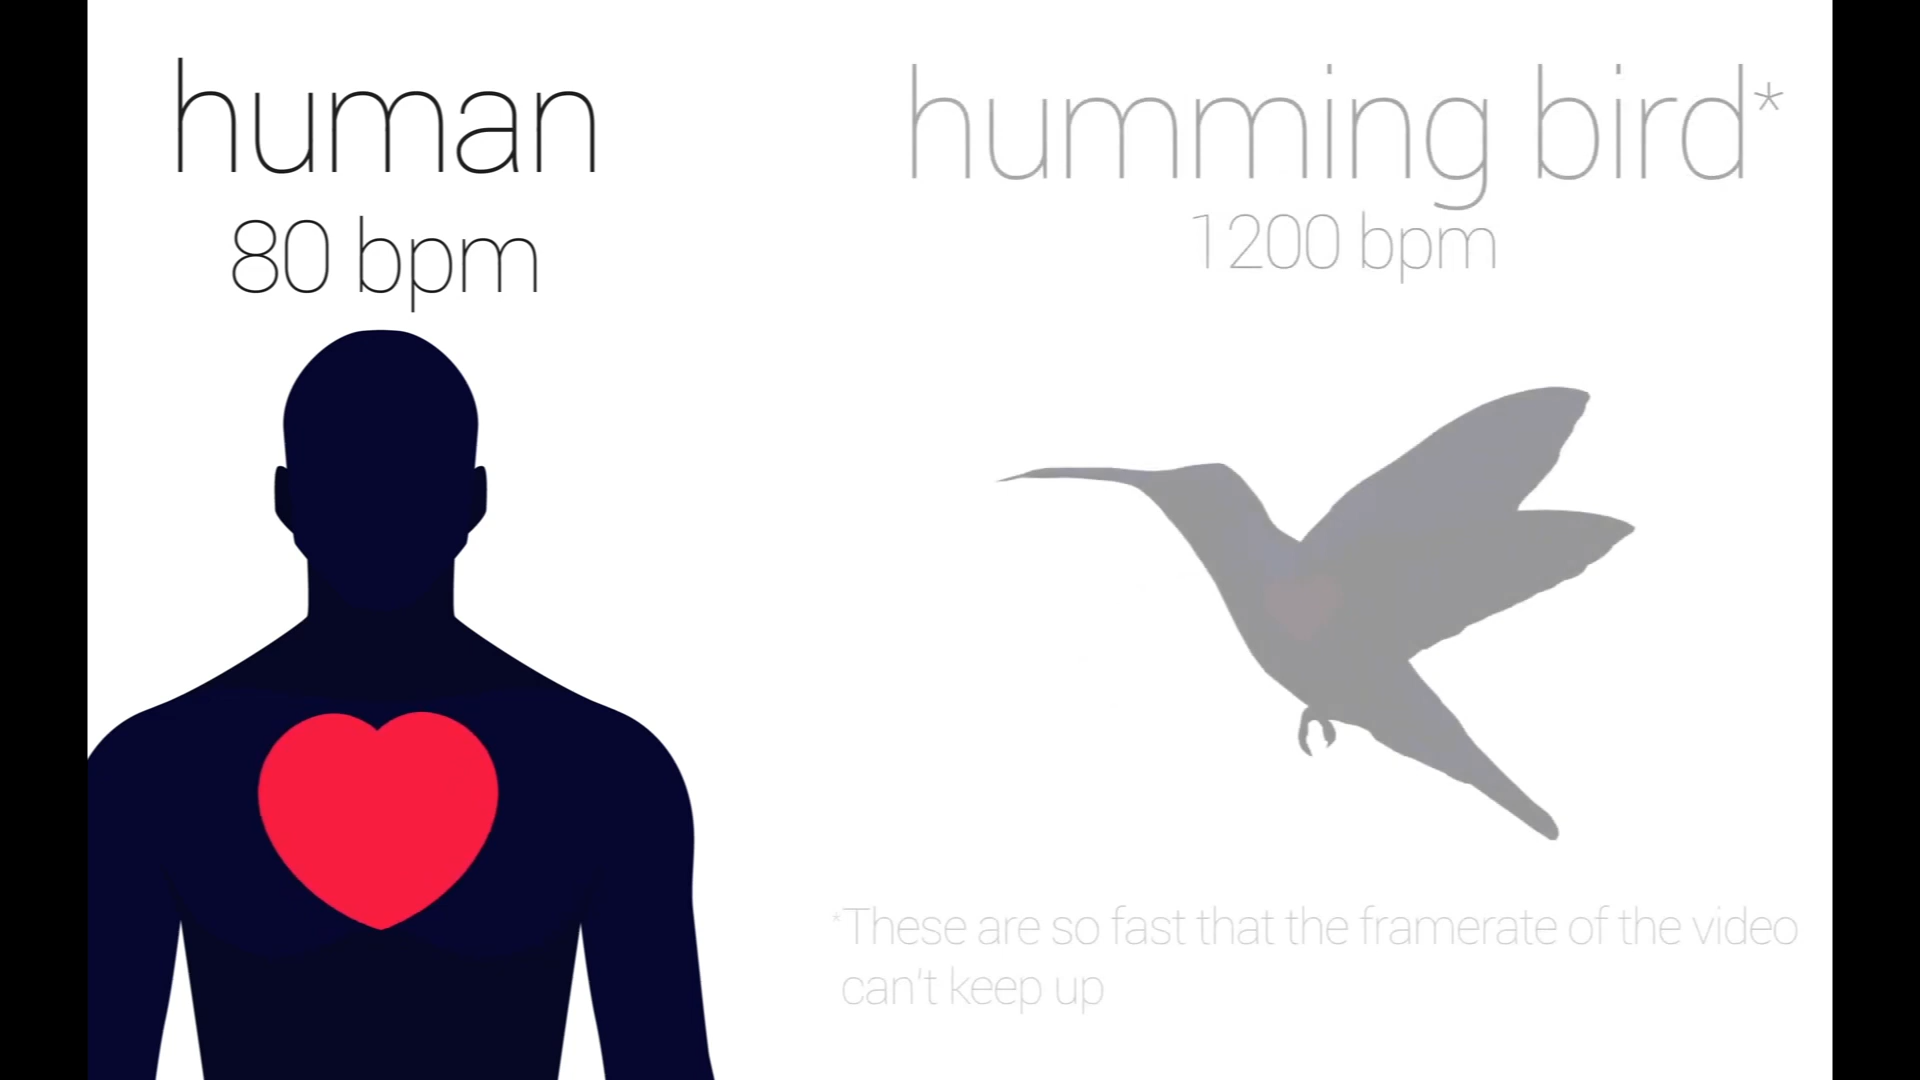 human
80 bpm
humming bird*
1200 bpm
*These are so fast that the framerate of the video
can't keep up